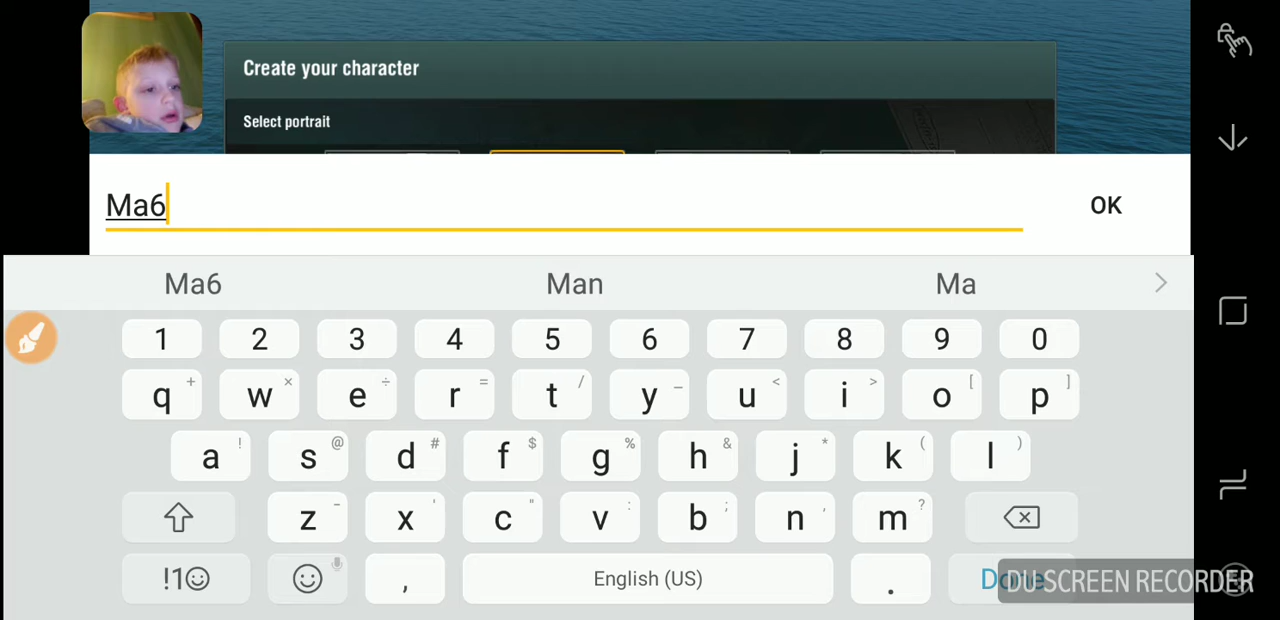 Create your character
Select portrait
Ma6
OK
Ma6 Man Ma
1 2 3 4 5 6 7 8 9 0
q + w × e ÷ r = t / y _ u < i > o [ p ]
a ! s @ d # f $ g % h & j * k ( l )
z - x ' c " v : b ; n , m ?
!1☺ , English (US) . Done
DU SCREEN RECORDER